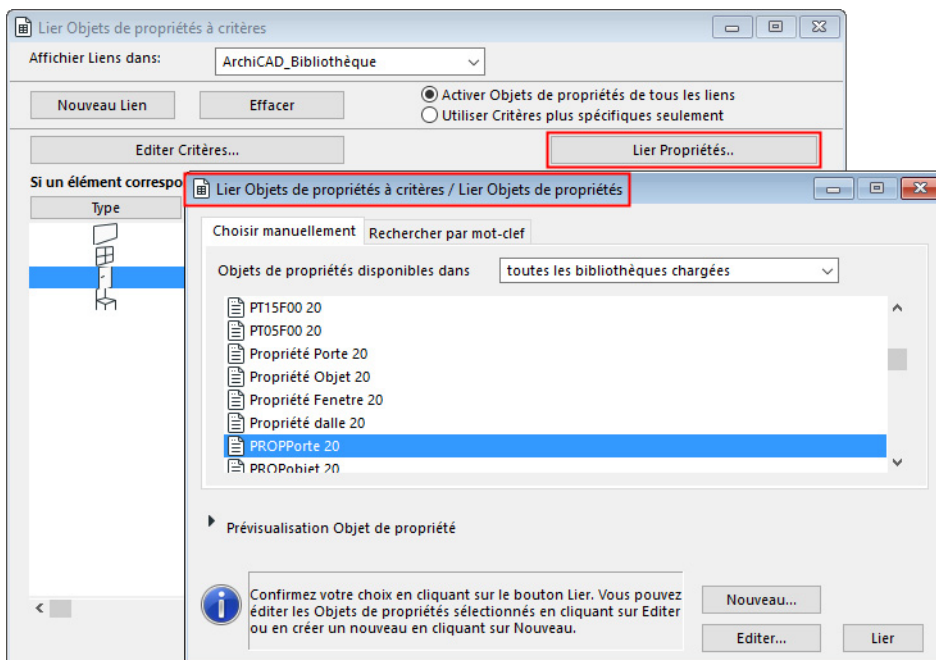 Lier Objets de propriétés à critères
Affichier Liens dans:
ArchiCAD_Bibliothèque
Nouveau Lien
Effacer
Activer Objets de propriétés de tous les liens
Utiliser Critères plus spécifiques seulement
Editer Critères...
Lier Propriétés..
Si un élément correspo
Type
Lier Objets de propriétés à critères / Lier Objets de propriétés
Choisir manuellement
Rechercher par mot-clef
Objets de propriétés disponibles dans
toutes les bibliothèques chargées
PT15F00 20
PT05F00 20
Propriété Porte 20
Propriété Objet 20
Propriété Fenetre 20
Propriété dalle 20
PROPPorte 20
PROPobjet 20
Prévisualisation Objet de propriété
Confirmez votre choix en cliquant sur le bouton Lier. Vous pouvez
éditer les Objets de propriétés sélectionnés en cliquant sur Editer
ou en créer un nouveau en cliquant sur Nouveau.
Nouveau...
Editer...
Lier